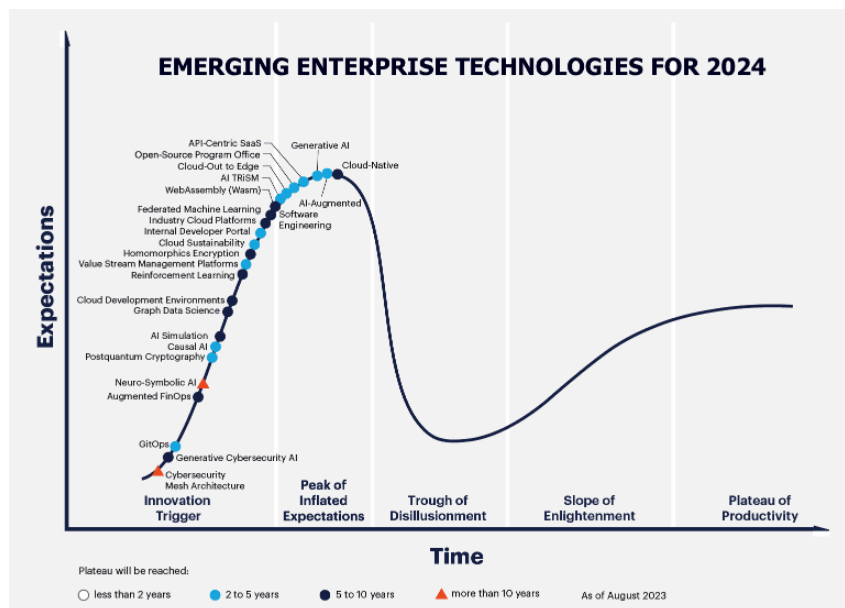 EMERGING ENTERPRISE TECHNOLOGIES FOR 2024
Expectations
API-Centric SaaS
Generative AI
Open-Source Program Office
Cloud-Out to Edge
Cloud-Native
AI TRiSM
WebAssembly (Wasm)
AI-Augmented
Software
Engineering
Federated Machine Learning
Industry Cloud Platforms
Internal Developer Portal
Cloud Sustainability
Homomorphics Encryption
Value Stream Management Platforms
Reinforcement Learning
Cloud Development Environments
Graph Data Science
AI Simulation
Causal AI
Postquantum Cryptography
Neuro-Symbolic AI
Augmented FinOps
GitOps
Generative Cybersecurity AI
Cybersecurity
Mesh Architecture
Innovation
Trigger
Peak of
Inflated
Expectations
Trough of
Disillusionment
Slope of
Enlightenment
Plateau of
Productivity
Time
Plateau will be reached:
less than 2 years
2 to 5 years
5 to 10 years
more than 10 years
As of August 2023